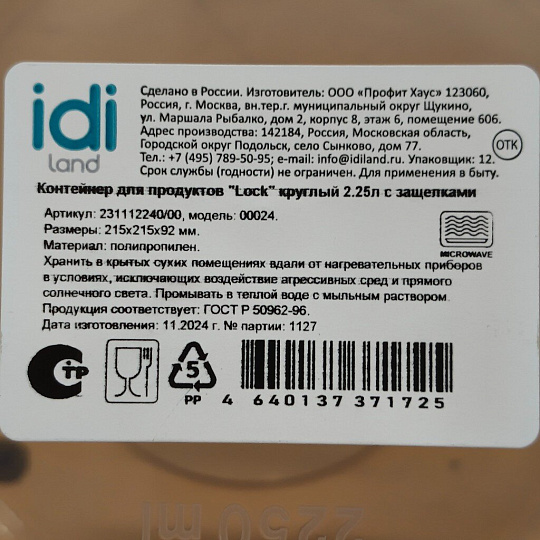 idi
land
Сделано в России. Изготовитель: ООО «Профит Хаус» 123060,
Россия, г. Москва, вн.тер.г. муниципальный округ Щукино,
ул. Маршала Рыбалко, дом 2, корпус 8, этаж 6, помещение 606.
Адрес производства: 142184, Россия, Московская область,
Городской округ Подольск, село Сынково, дом 77.
Тел.: +7 (495) 789-50-95; e-mail: info@idiland.ru. Упаковщик: 12.
Срок службы (годности) не ограничен. Для применения в быту.
ОТК
Контейнер для продуктов "Lock" круглый 2.25л с защелками
Артикул: 231112240/00, модель: 00024.
Размеры: 215х215х92 мм.
Материал: полипропилен.
MICROWAVE
Хранить в крытых сухих помещениях вдали от нагревательных приборов
в условиях, исключающих воздействие агрессивных сред и прямого
солнечного света. Промывать в теплой воде с мыльным раствором.
Продукция соответствует: ГОСТ Р 50962-96.
Дата изготовления: 11.2024 г. № партии: 1127
СТР
5
PP
4 640137 371725
2250 ml